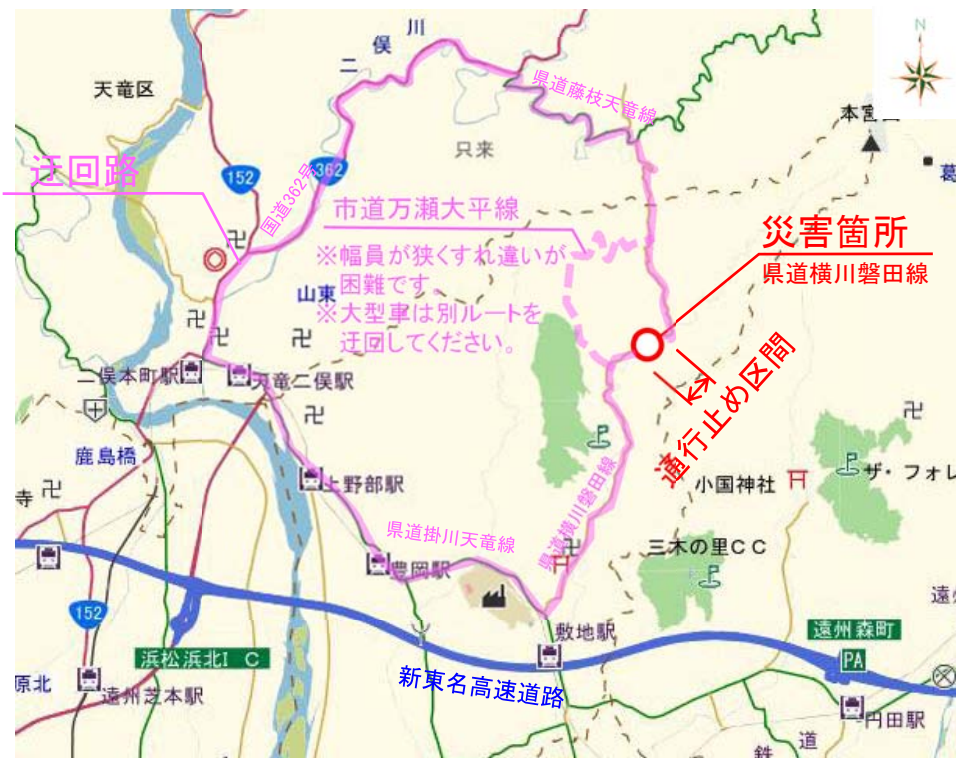 N
二俣川
天竜区
県道藤枝天竜線
本宮
只来
葛
迂回路
152
362
国道362号
市道万瀬大平線
※幅員が狭くすれ違いが
困難です。
※大型車は別ルートを
迂回してください。
災害箇所
県道横川磐田線
山東
通行止め区間
二俣本町駅
天竜二俣駅
鹿島橋
寺
上野部駅
小国神社
ザ・フォレ
県道横川磐田線
県道掛川天竜線
豊岡駅
三木の里CC
152
敷地駅
遠州森町
PA
遠州
浜松浜北I C
原北
遠州芝本駅
新東名高速道路
円田駅
鉄道